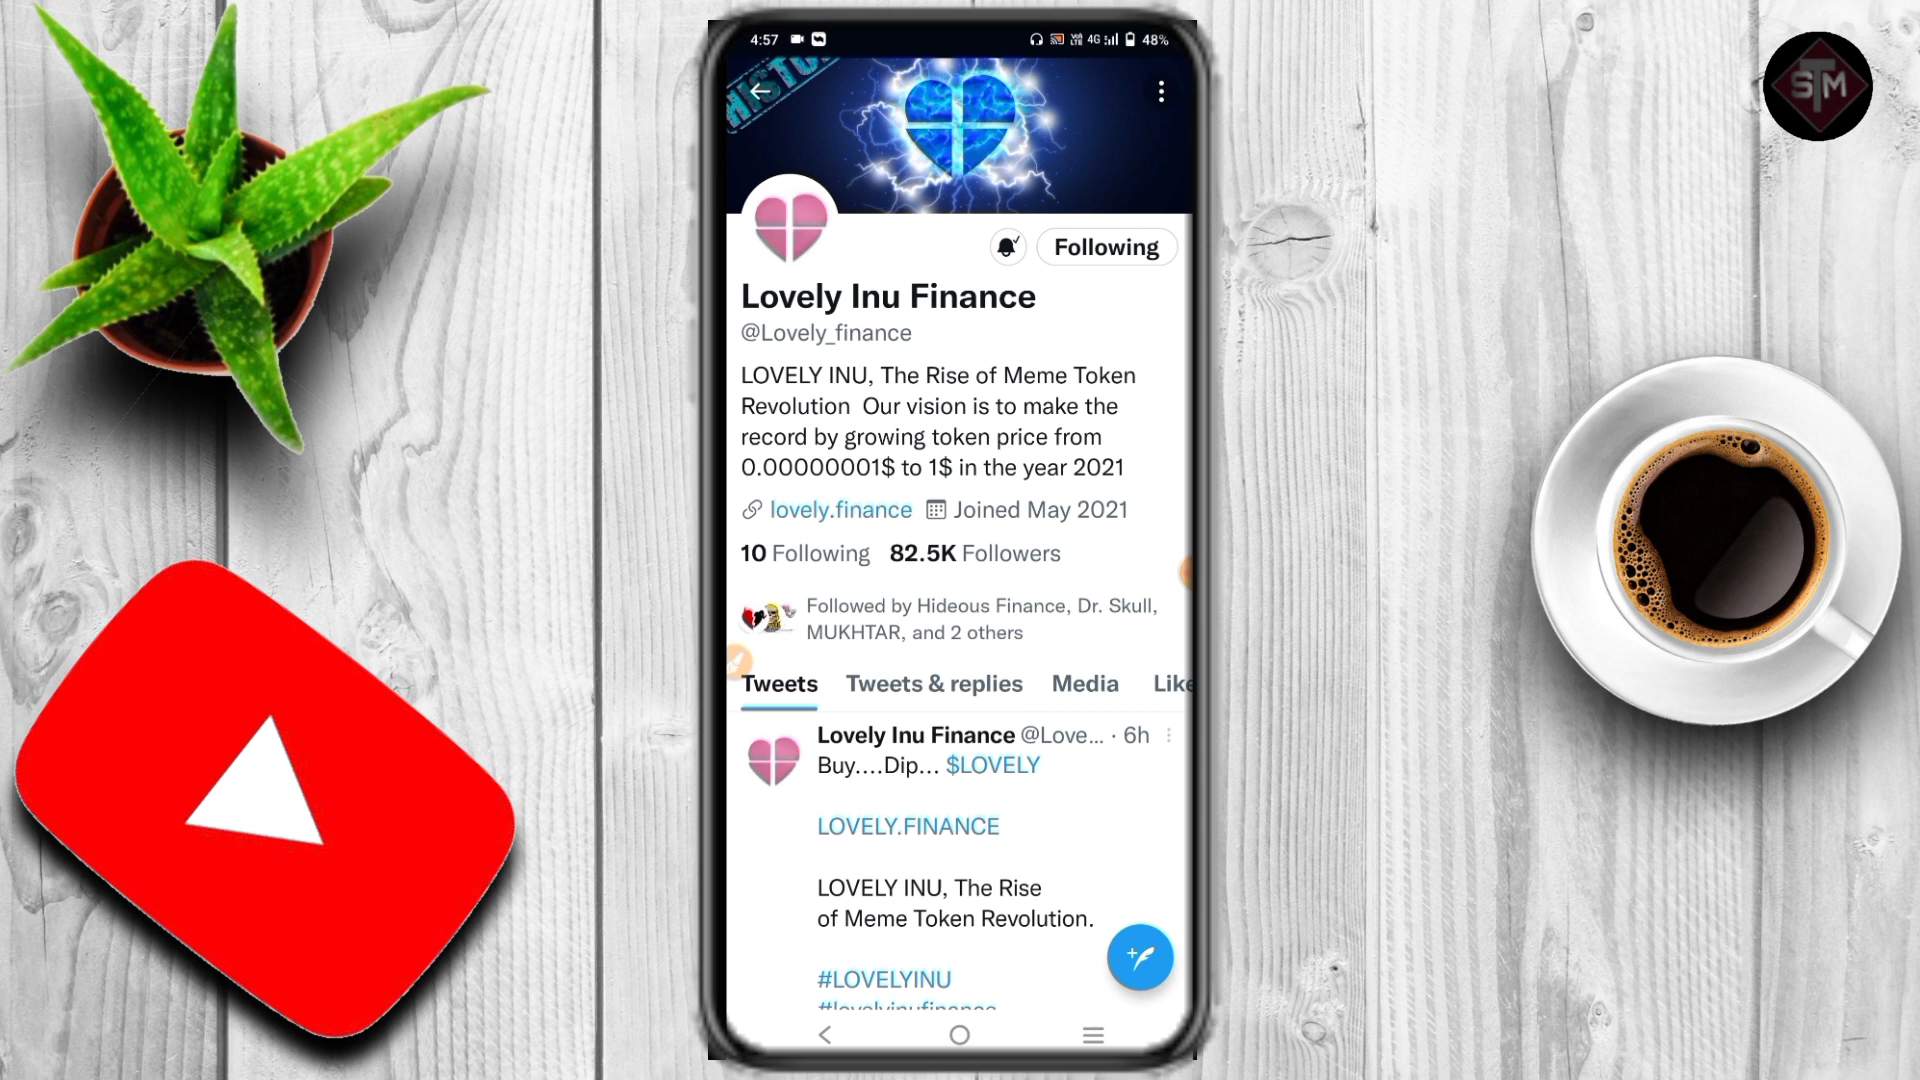 4:57
4G 48%
HISTO
Following
Lovely Inu Finance
@Lovely_finance
LOVELY INU, The Rise of Meme Token
Revolution  Our vision is to make the
record by growing token price from
0.00000001$ to 1$ in the year 2021
lovely.finance Joined May 2021
10 Following 82.5K Followers
Followed by Hideous Finance, Dr. Skull,
MUKHTAR, and 2 others
Tweets Tweets & replies Media Like
Lovely Inu Finance @Love... · 6h
Buy....Dip... $LOVELY
LOVELY.FINANCE
LOVELY INU, The Rise
of Meme Token Revolution.
#LOVELYINU
#lovelyinufinance
STM